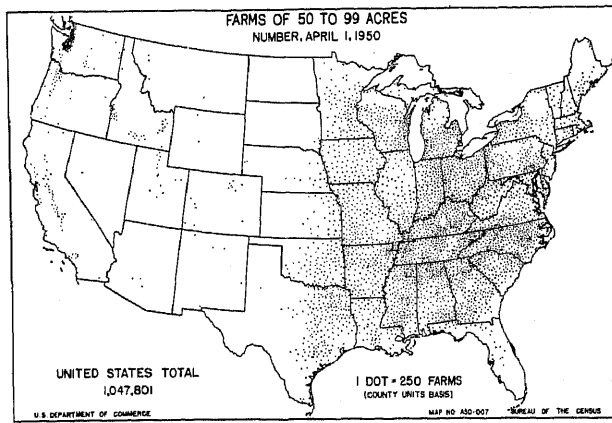 FARMS OF 50 TO 99 ACRES
NUMBER, APRIL 1, 1950
UNITED STATES TOTAL
1,047,801
1 DOT = 250 FARMS
(COUNTY UNITS BASIS)
U.S. DEPARTMENT OF COMMERCE
MAP NO. A50-007
BUREAU OF THE CENSUS